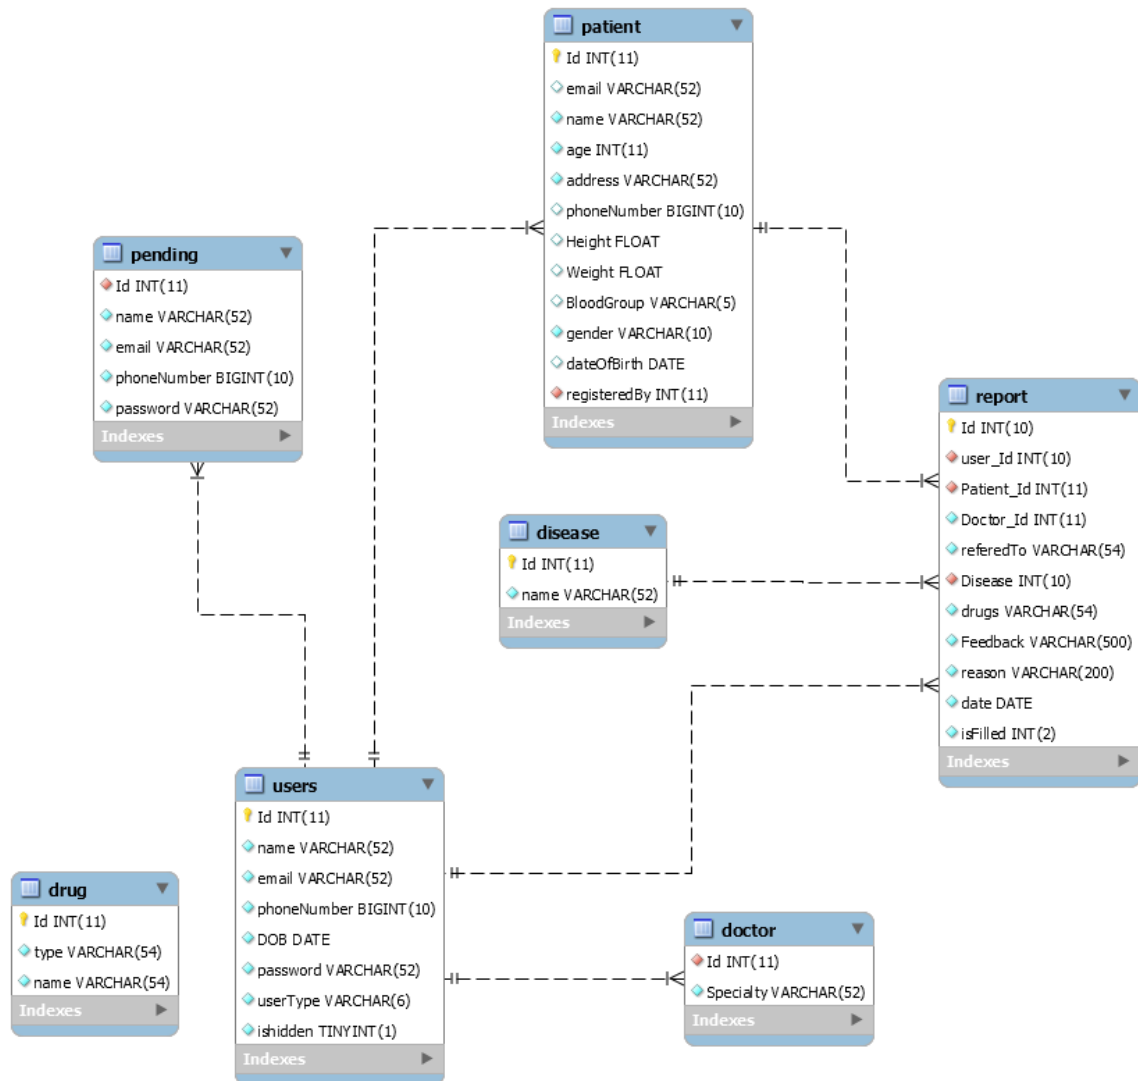 patient
Id INT(11)
email VARCHAR(52)
name VARCHAR(52)
age INT(11)
address VARCHAR(52)
phoneNumber BIGINT(10)
Height FLOAT
Weight FLOAT
BloodGroup VARCHAR(5)
gender VARCHAR(10)
dateOfBirth DATE
registeredBy INT(11)
Indexes
pending
Id INT(11)
name VARCHAR(52)
email VARCHAR(52)
phoneNumber BIGINT(10)
password VARCHAR(52)
Indexes
report
Id INT(10)
user_Id INT(10)
Patient_Id INT(11)
Doctor_Id INT(11)
referedTo VARCHAR(54)
Disease INT(10)
drugs VARCHAR(54)
Feedback VARCHAR(500)
reason VARCHAR(200)
date DATE
isFilled INT(2)
Indexes
disease
Id INT(11)
name VARCHAR(52)
Indexes
users
Id INT(11)
name VARCHAR(52)
email VARCHAR(52)
phoneNumber BIGINT(10)
DOB DATE
password VARCHAR(52)
userType VARCHAR(6)
ishidden TINYINT(1)
Indexes
drug
Id INT(11)
type VARCHAR(54)
name VARCHAR(54)
Indexes
doctor
Id INT(11)
Specialty VARCHAR(52)
Indexes